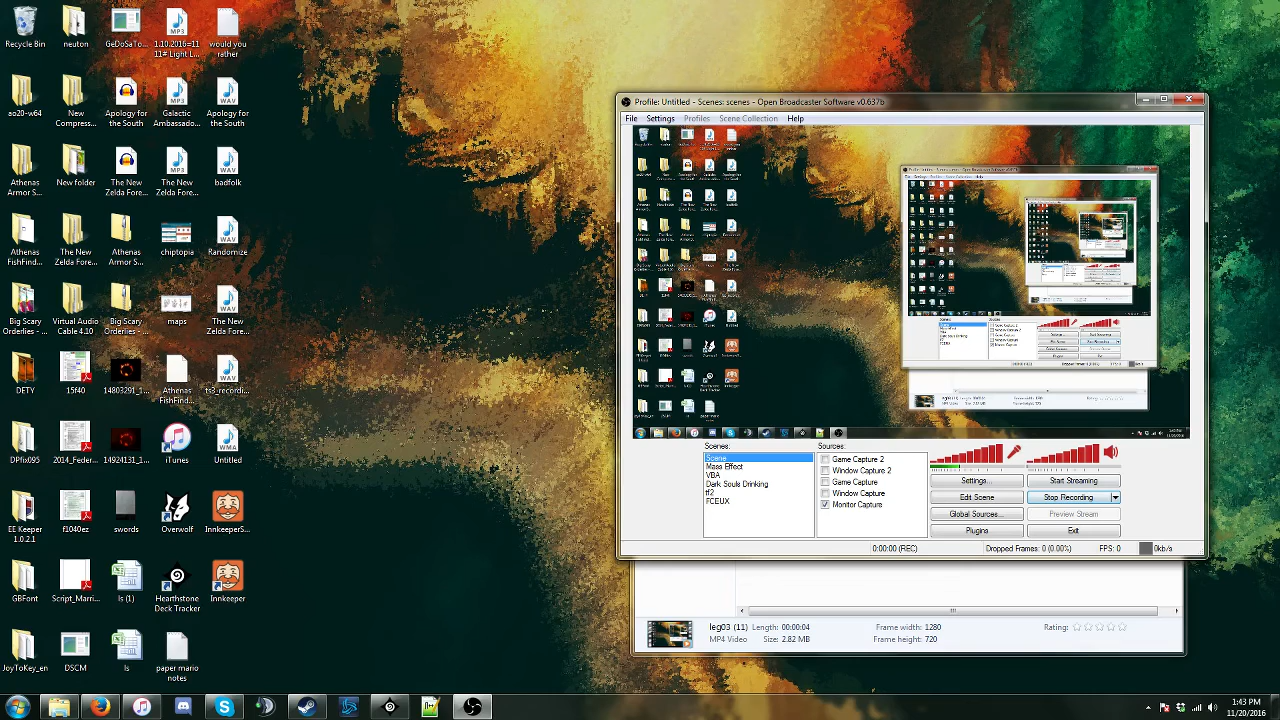 Recycle Bin
neuton
GeDoSaTo...
1.10.2016=11
11# Light L...
would you
rather
ao20-w64
New
Compress...
Apology for
the South
Galactic
Ambassado...
Apology for
the South
Athenas
Armor S...
New folder
The New
Zelda Fore...
The New
Zelda Fore...
badfolk
Athenas
FishFind...
The New
Zelda Fore...
Athenas
Armor S...
chiptopia
Randomize
Big Scary
Orderies -...
Virtual Audio
Cable 4...
Big Scary
Orderies -...
maps
The New
Zelda Fore...
DFTV
15f40
14803291_1...
Athenas
FishFind...
DSfix095
2014_Feder...
14924131_1...
iTunes
Untitled
EE Keeper
1.0.2.1
f1040ez
swords
Overwolf
InnkeeperS...
GBFont
Script_Marri...
ls (1)
Hearthstone
Deck Tracker
Innkeeper
JoyToKey_en
DSCM
ls
paper mario
notes
Profile: Untitled - Scenes: scenes - Open Broadcaster Software v0.637b
File Settings Profiles Scene Collection Help
Scenes:
Scene
Mass Effect
VBA
Dark Souls Drinking
tf2
FCEUX
Sources:
Game Capture 2
Window Capture 2
Game Capture
Window Capture
Monitor Capture
Settings...
Start Streaming
Edit Scene
Stop Recording
Global Sources...
Preview Stream
Plugins
Exit
0:00:00 (REC)
Dropped Frames: 0 (0.00%)
FPS: 0
0kb/s
leg03 (11) Length: 00:00:04 Frame width: 1280 Rating:
MP4 Video Size: 2.82 MB Frame height: 720
1:43 PM
11/20/2016